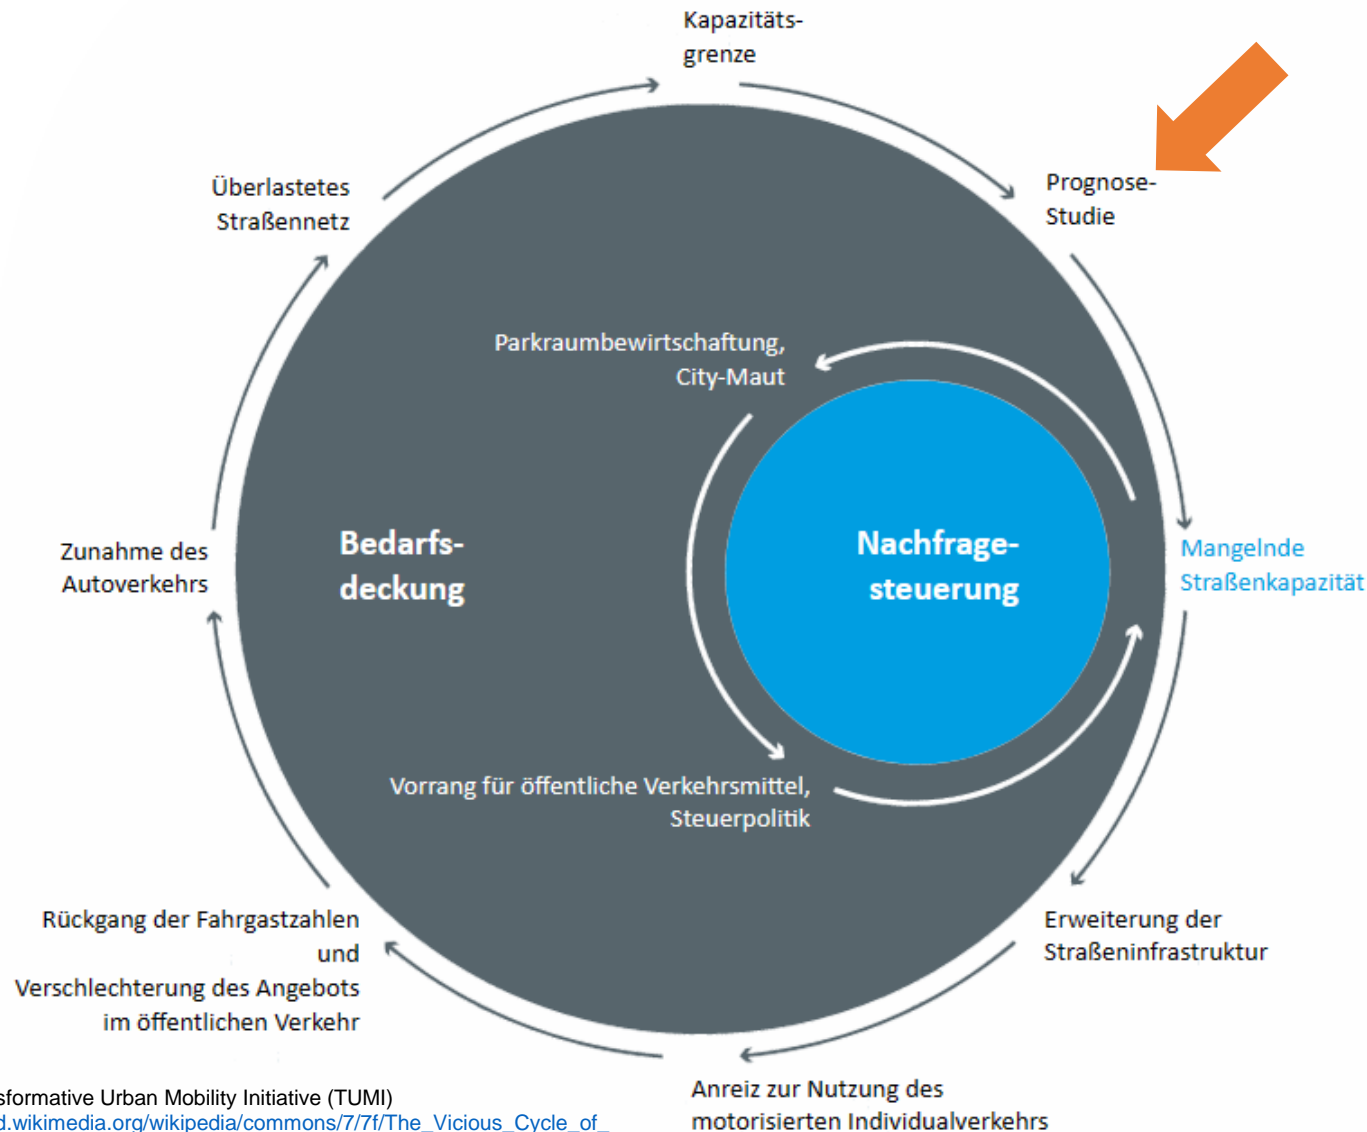 Kapazitäts-
grenze
Prognose-
Studie
Überlastetes
Straßennetz
Parkraumbewirtschaftung,
City-Maut
Zunahme des
Autoverkehrs
Bedarfs-
deckung
Nachfrage-
steuerung
Mangelnde
Straßenkapazität
Vorrang für öffentliche Verkehrsmittel,
Steuerpolitik
Rückgang der Fahrgastzahlen
und
Verschlechterung des Angebots
im öffentlichen Verkehr
Erweiterung der
Straßeninfrastruktur
Anreiz zur Nutzung des
motorisierten Individualverkehrs
sformative Urban Mobility Initiative (TUMI)
d.wikimedia.org/wikipedia/commons/7/7f/The_Vicious_Cycle_of_